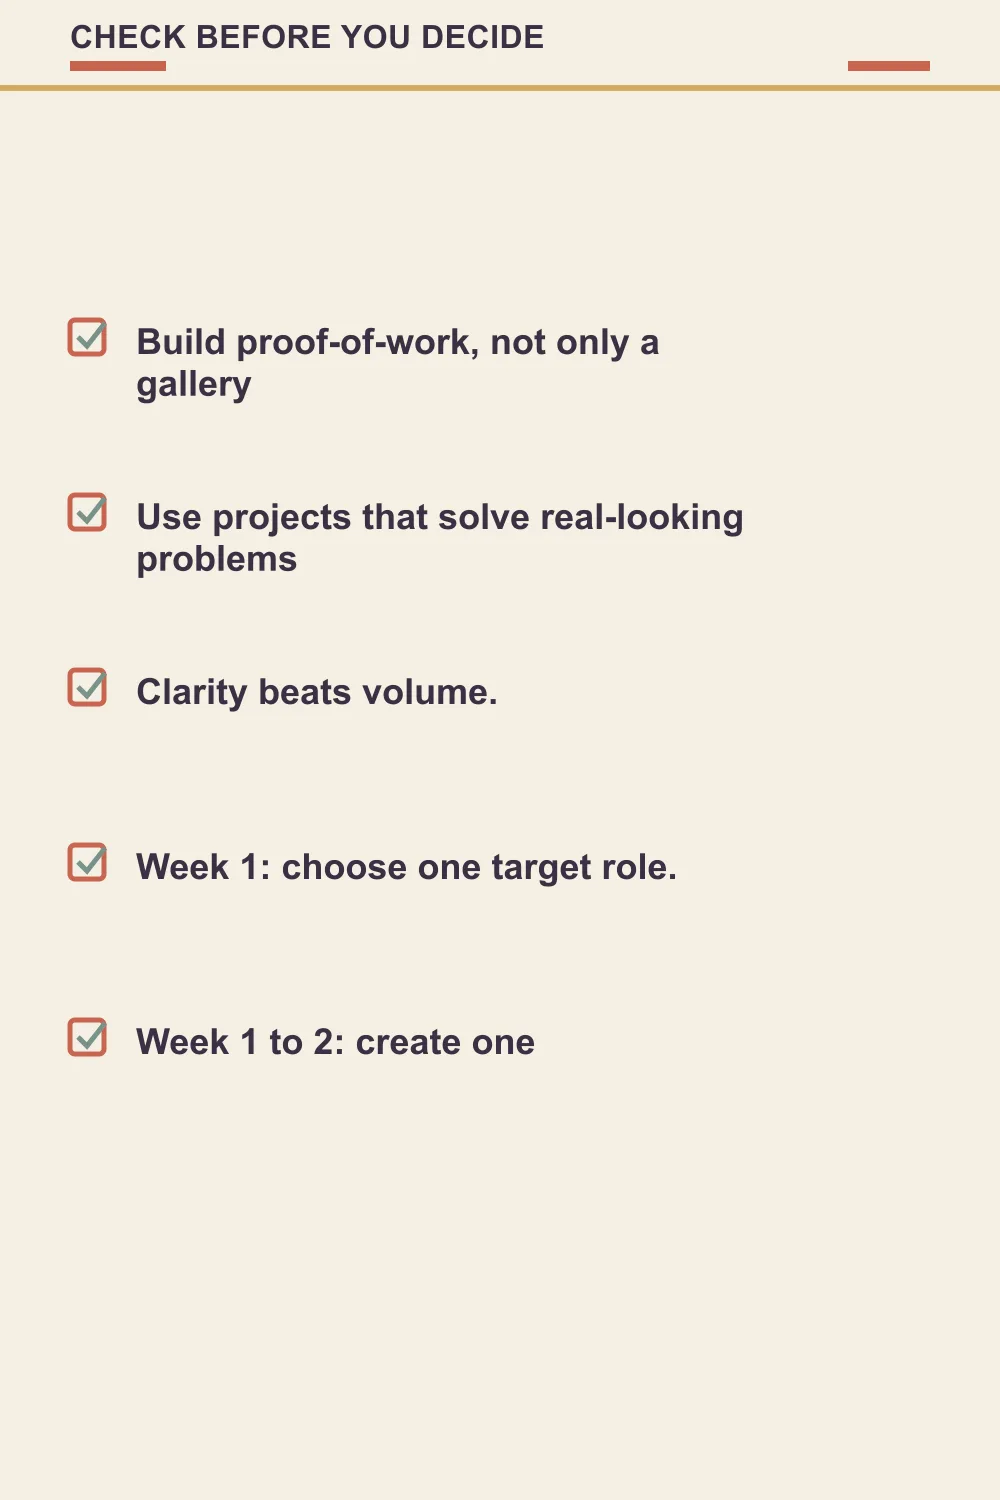 CHECK BEFORE YOU DECIDE
Build proof-of-work, not only a
gallery
Use projects that solve real-looking
problems
Clarity beats volume.
Week 1: choose one target role.
Week 1 to 2: create one